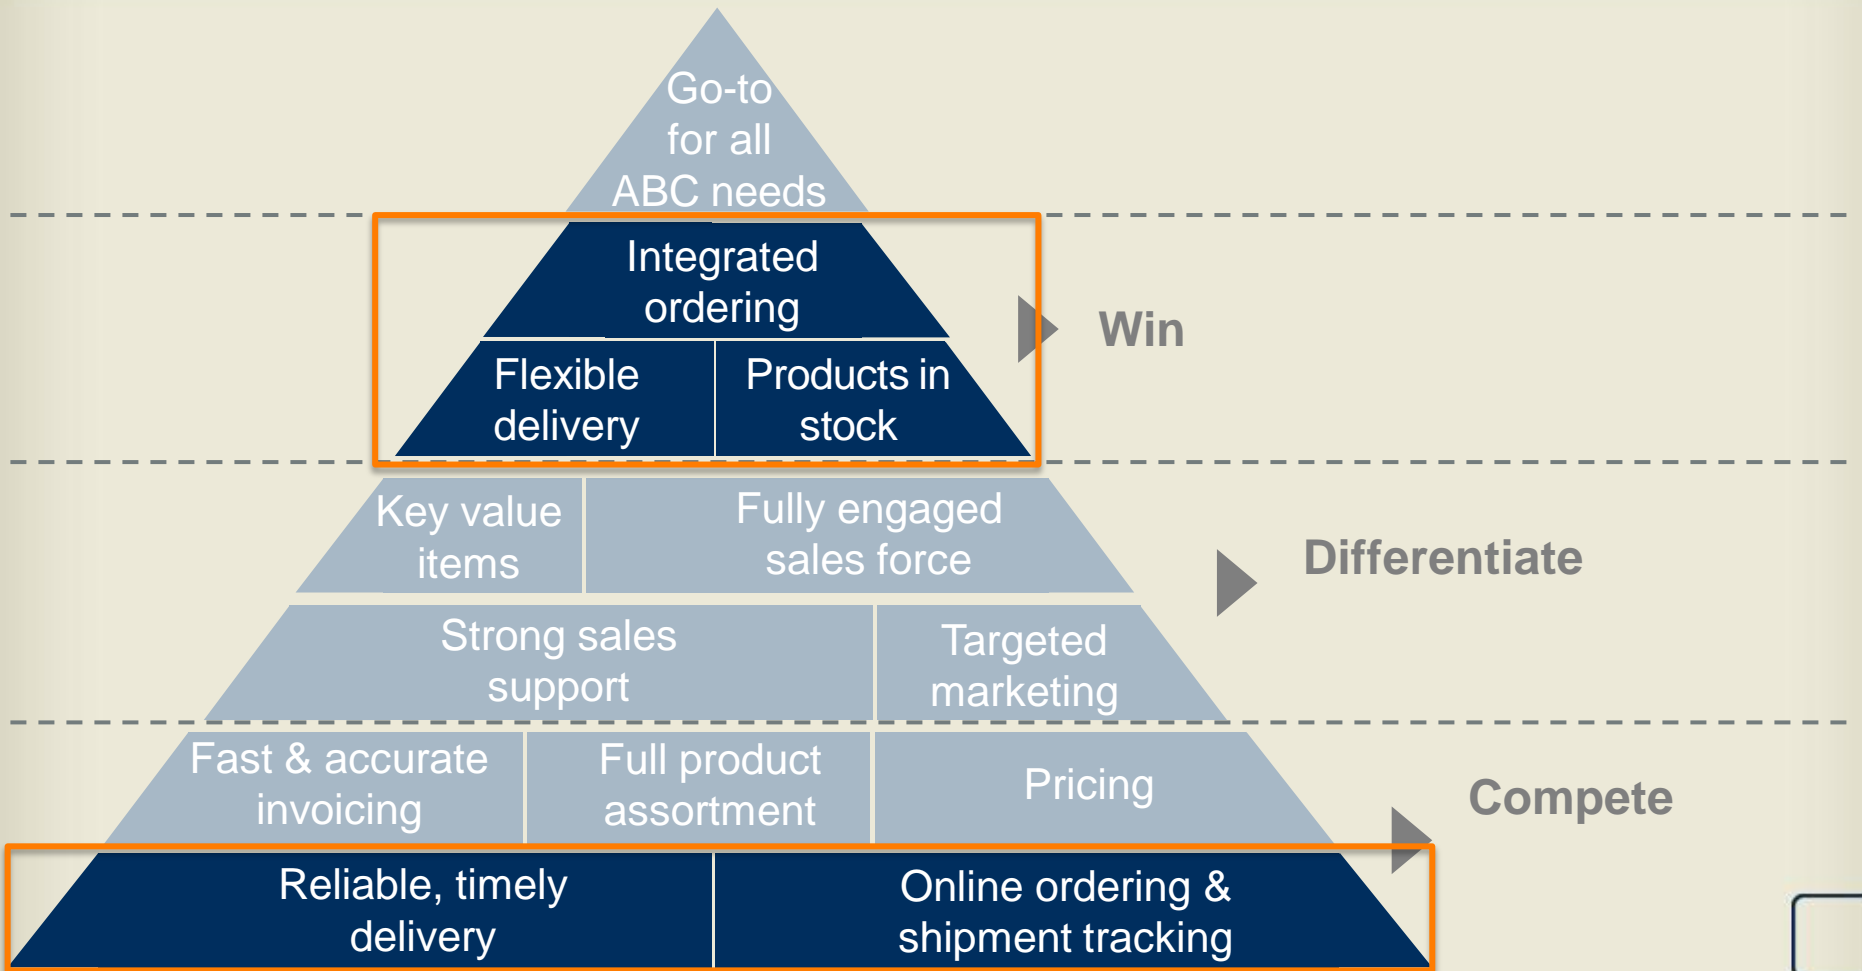 Go-to
for all
ABC needs
Integrated
ordering
Win
Flexible
delivery
Products in
stock
Key value
items
Fully engaged
sales force
Differentiate
Strong sales
support
Targeted
marketing
Fast & accurate
invoicing
Full product
assortment
Pricing
Compete
Reliable, timely
delivery
Online ordering &
shipment tracking